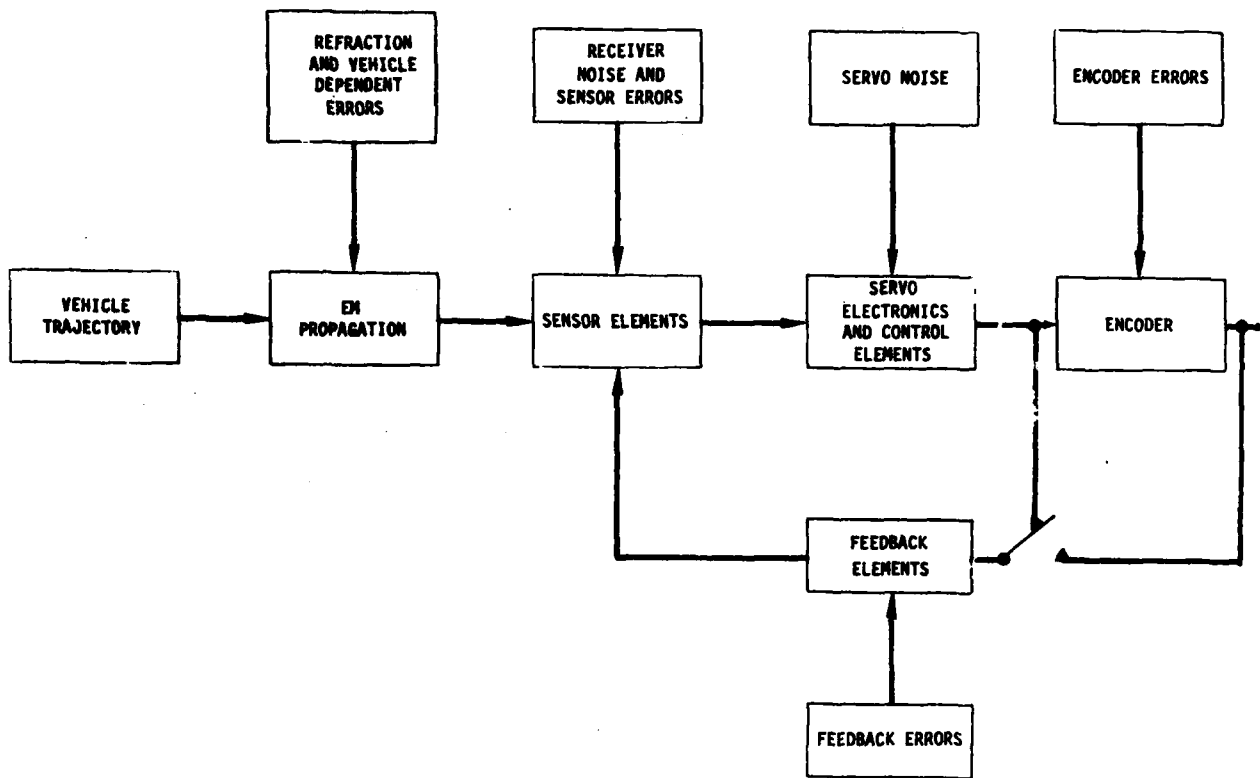 REFRACTION
AND VEHICLE
DEPENDENT
ERRORS
RECEIVER
NOISE AND
SENSOR ERRORS
SERVO NOISE
ENCODER ERRORS
VEHICLE
TRAJECTORY
EM
PROPAGATION
SENSOR ELEMENTS
SERVO
ELECTRONICS
AND CONTROL
ELEMENTS
ENCODER
FEEDBACK
ELEMENTS
FEEDBACK ERRORS